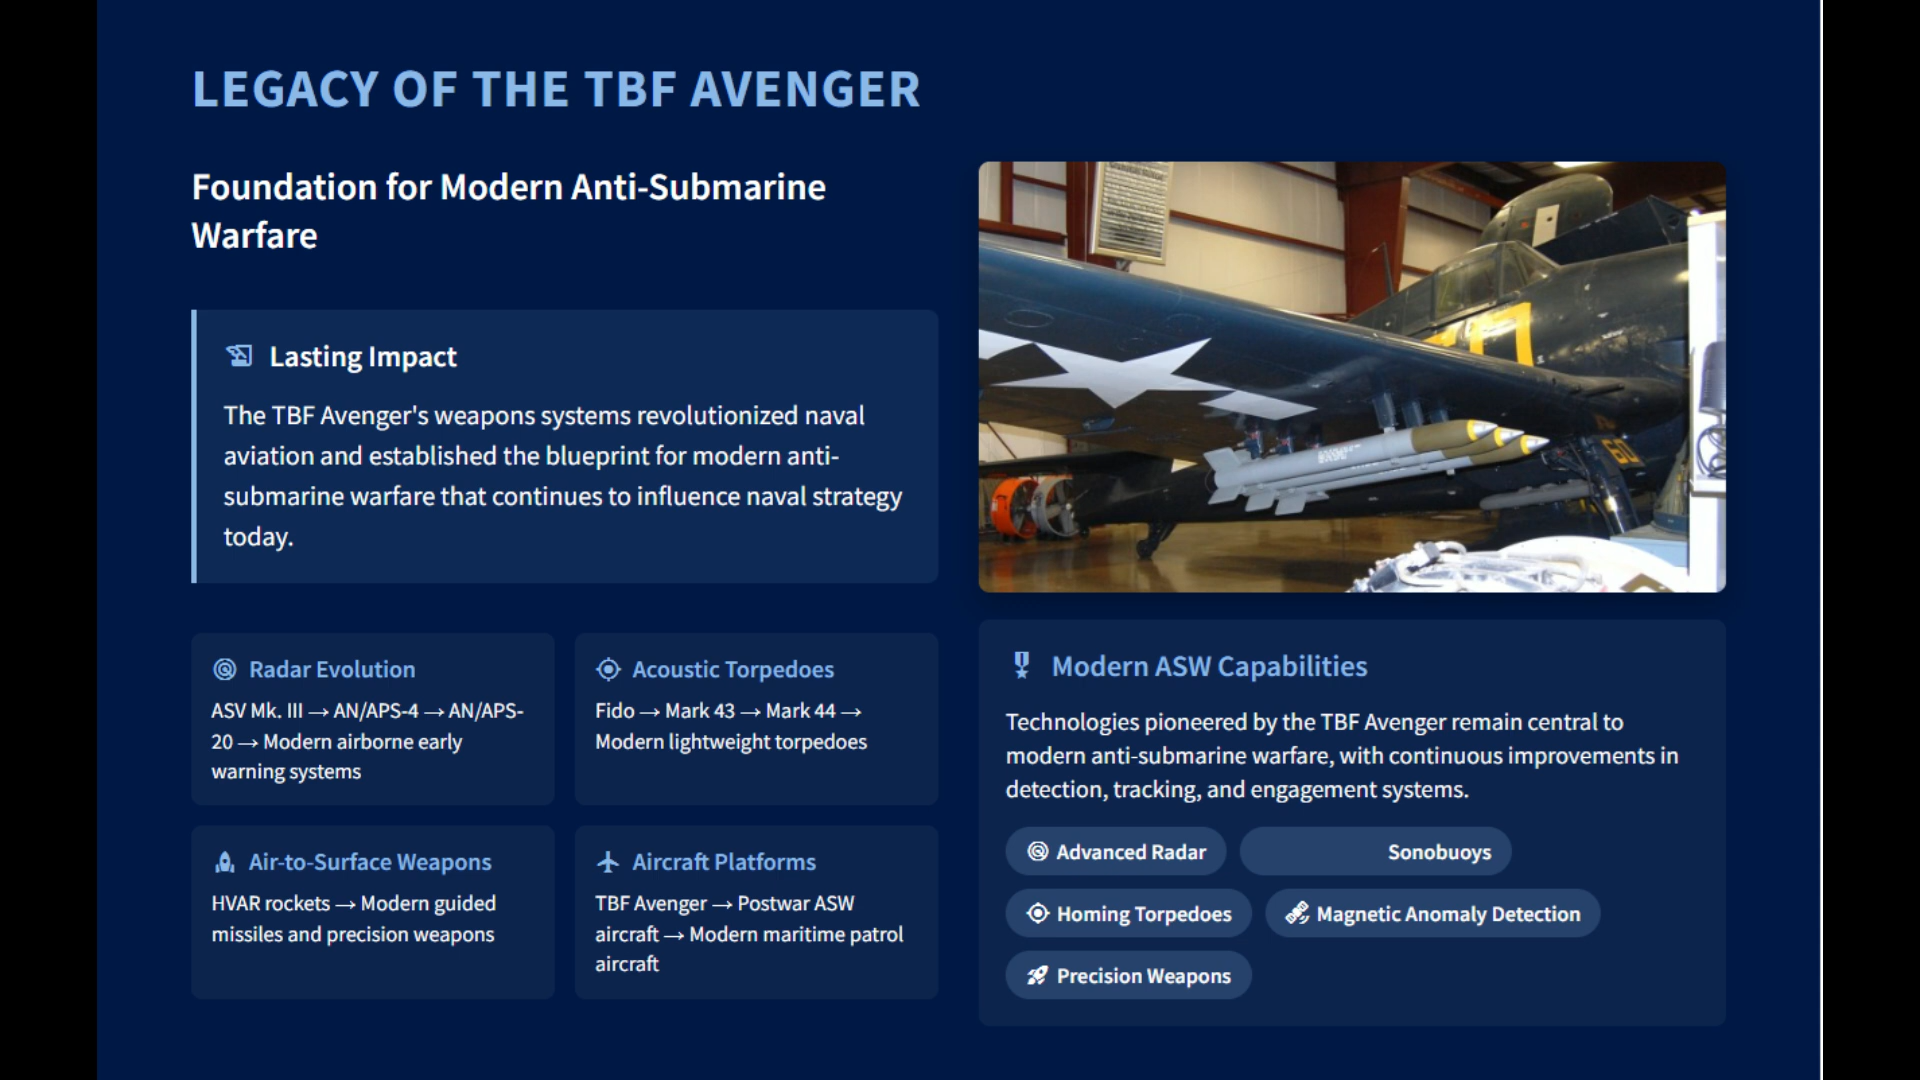 LEGACY OF THE TBF AVENGER
Foundation for Modern Anti-Submarine
Warfare
Lasting Impact
The TBF Avenger's weapons systems revolutionized naval
aviation and established the blueprint for modern anti-
submarine warfare that continues to influence naval strategy
today.
Radar Evolution
ASV Mk. III → AN/APS-4 → AN/APS-
20 → Modern airborne early
warning systems
Acoustic Torpedoes
Fido → Mark 43 → Mark 44 →
Modern lightweight torpedoes
Air-to-Surface Weapons
HVAR rockets → Modern guided
missiles and precision weapons
Aircraft Platforms
TBF Avenger → Postwar ASW
aircraft → Modern maritime patrol
aircraft
Modern ASW Capabilities
Technologies pioneered by the TBF Avenger remain central to
modern anti-submarine warfare, with continuous improvements in
detection, tracking, and engagement systems.
Advanced Radar
Sonobuoys
Homing Torpedoes
Magnetic Anomaly Detection
Precision Weapons